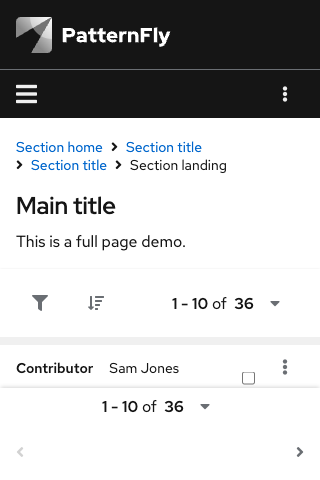 PatternFly
Section home > Section title
> Section title > Section landing
Main title
This is a full page demo.
1 - 10 of 36
Contributor Sam Jones
1 - 10 of 36